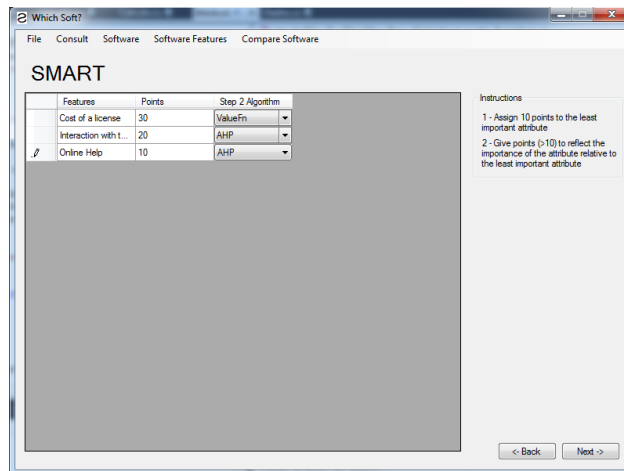 Which Soft?
File Consult Software Software Features Compare Software
SMART
Features Points Step 2 Algorithm
Cost of a license 30 ValueFn
Interaction with t... 20 AHP
Online Help 10 AHP
Instructions
1 - Assign 10 points to the least
important attribute
2 - Give points (>10) to reflect the
importance of the attribute relative to
the least important attribute
<- Back Next ->